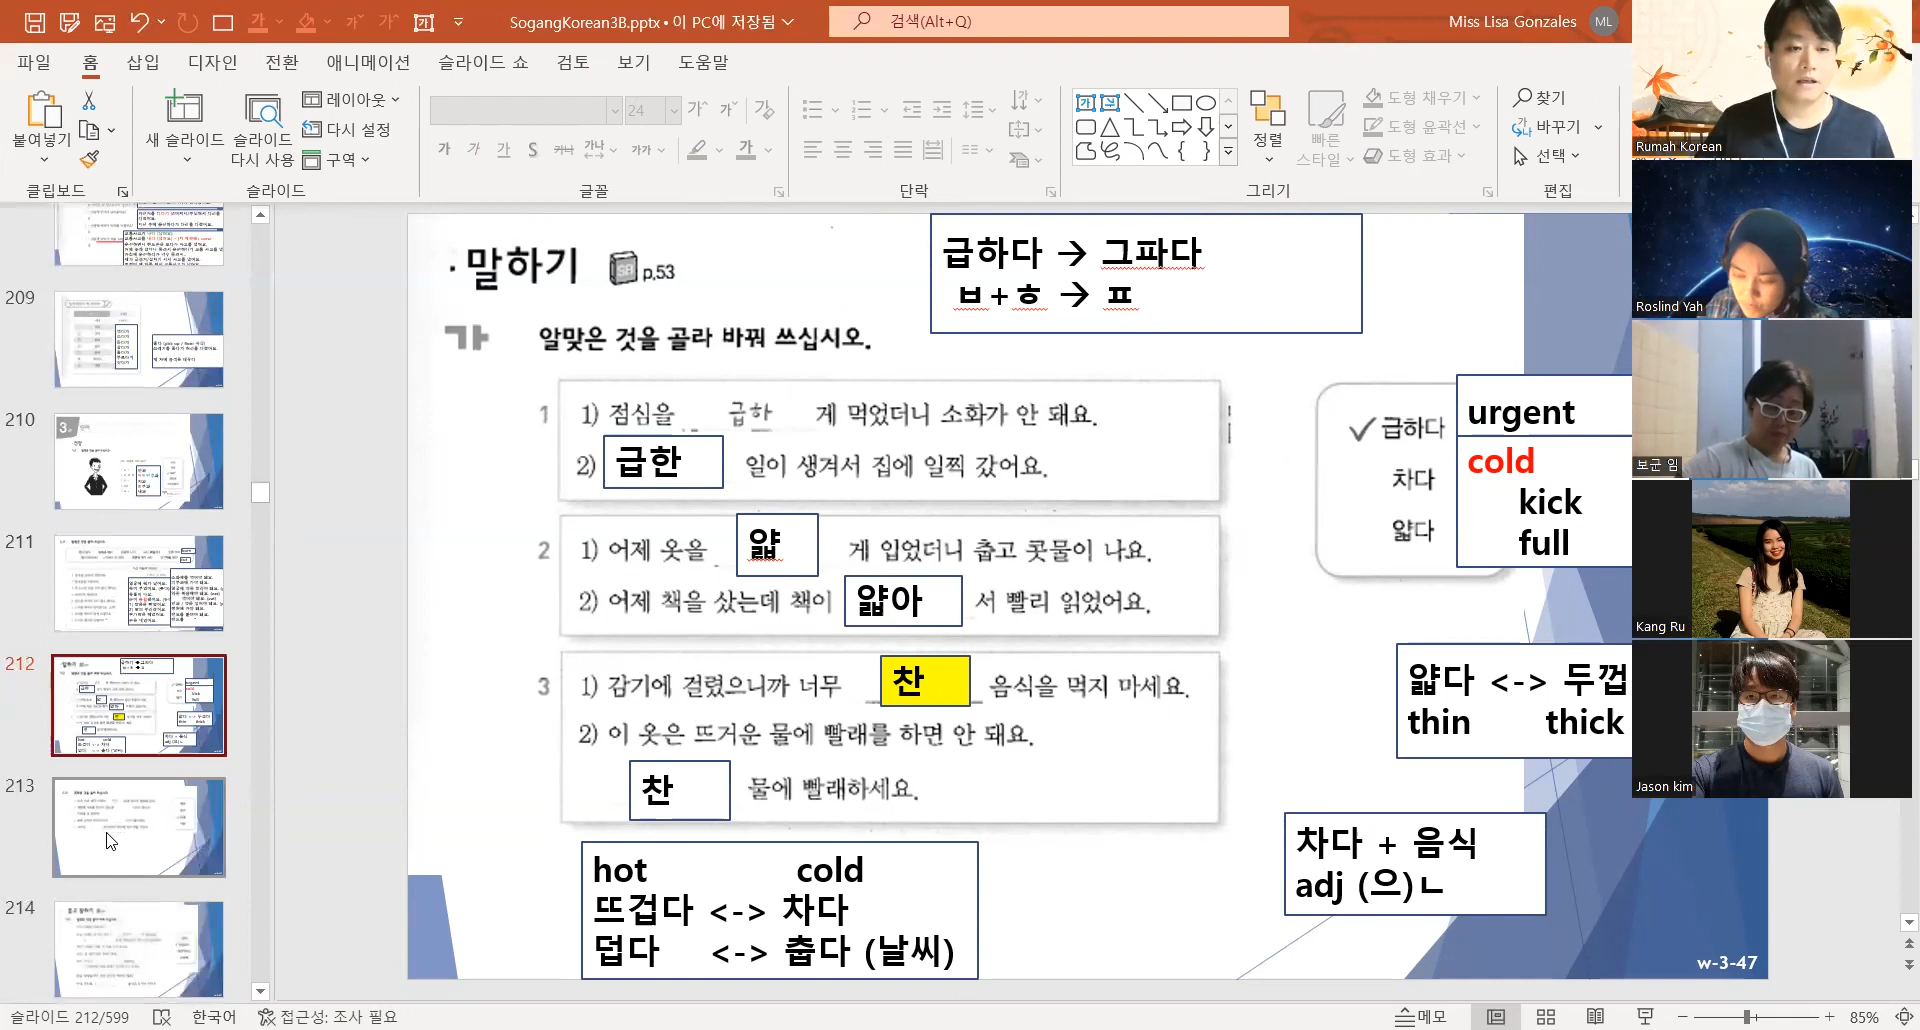 SogangKorean3B.pptx • 이 PC에 저장됨
검색(Alt+Q)
Miss Lisa Gonzales
ML
파일 홈 삽입 디자인 전환 애니메이션 슬라이드 쇼 검토 보기 도움말
붙여넣기
클립보드
새 슬라이드
슬라이드 다시 사용
레이아웃
다시 설정
구역
슬라이드
24
글꼴
단락
정렬
빠른 스타일
도형 채우기
도형 윤곽선
도형 효과
그리기
찾기
바꾸기
선택
편집
209
210
211
212
213
214
· 말하기 SB p.53
급하다 → 그파다
ㅂ+ㅎ → ㅍ
가 알맞은 것을 골라 바꿔 쓰십시오.
1 1) 점심을 급하 게 먹었더니 소화가 안 돼요.
2) 급한 일이 생겨서 집에 일찍 갔어요.
2 1) 어제 옷을 얇 게 입었더니 춥고 콧물이 나요.
2) 어제 책을 샀는데 책이 얇아 서 빨리 읽었어요.
3 1) 감기에 걸렸으니까 너무 찬 음식을 먹지 마세요.
2) 이 옷은 뜨거운 물에 빨래를 하면 안 돼요.
찬 물에 빨래하세요.
✓ 급하다
차다
얇다
urgent
cold
kick
full
얇다 <-> 두껍
thin thick
차다 + 음식
adj (으)ㄴ
hot cold
뜨겁다 <-> 차다
덥다 <-> 춥다 (날씨)
w-3-47
Rumah Korean
Roslind Yah
보군 임
Kang Ru
Jason kim
슬라이드 212/599
한국어
접근성: 조사 필요
메모
85%